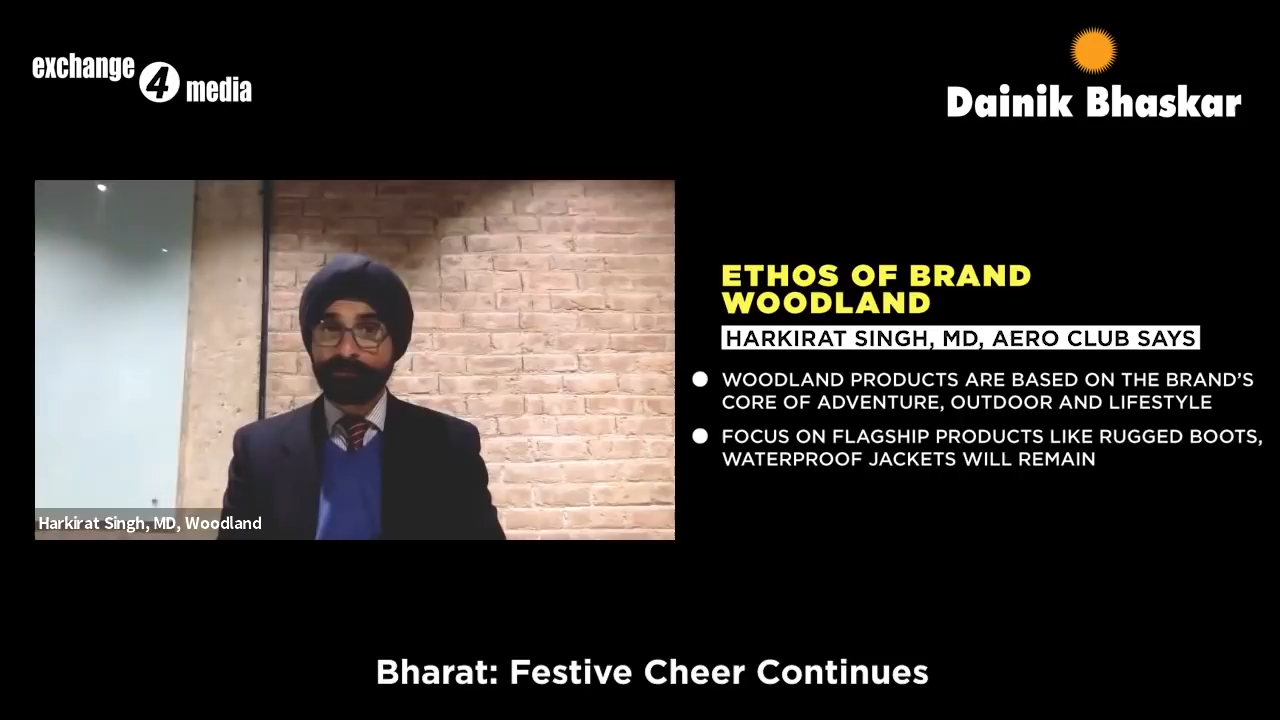 exchange
4
media
Dainik Bhaskar
Harkirat Singh, MD, Woodland
ETHOS OF BRAND
WOODLAND
HARKIRAT SINGH, MD, AERO CLUB SAYS
WOODLAND PRODUCTS ARE BASED ON THE BRAND’S
CORE OF ADVENTURE, OUTDOOR AND LIFESTYLE
FOCUS ON FLAGSHIP PRODUCTS LIKE RUGGED BOOTS,
WATERPROOF JACKETS WILL REMAIN
Bharat: Festive Cheer Continues